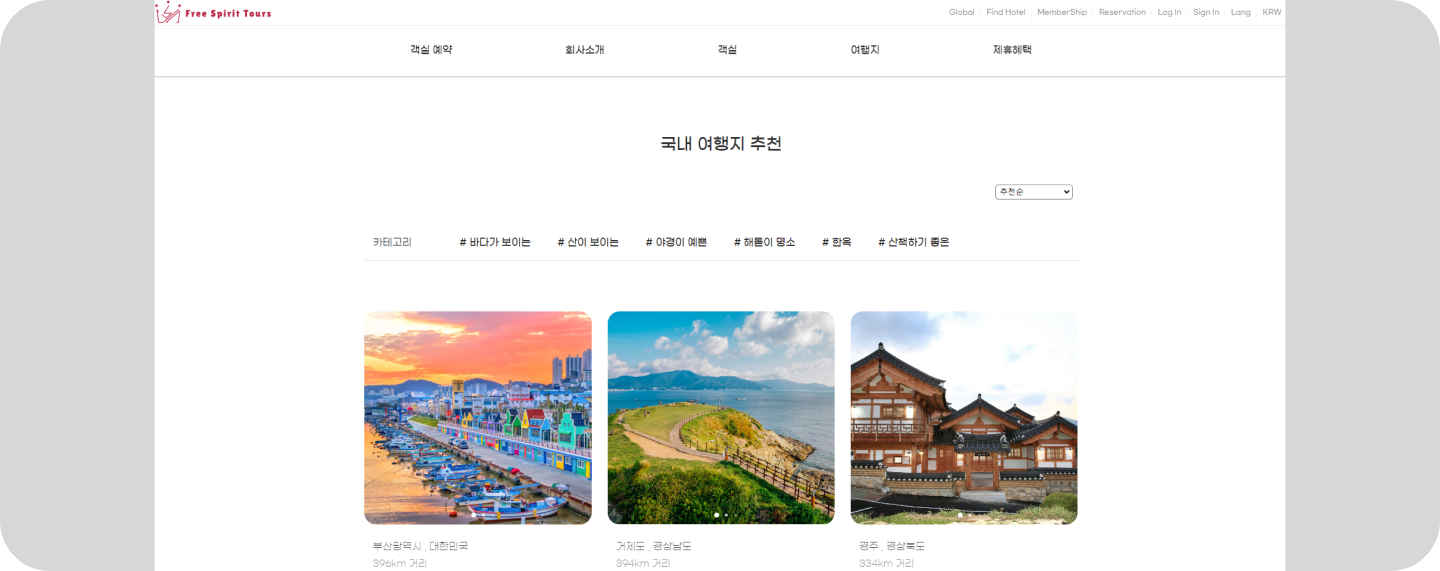 Free Spirit Tours
Global Find Hotel MemberShip Reservation Log In Sign In Lang KRW
객실 예약 회사소개 객실 여행지 제휴혜택
국내 여행지 추천
추천순
카테고리 # 바다가 보이는 # 산이 보이는 # 야경이 예쁜 # 해돋이 명소 # 한옥 # 산책하기 좋은
부산광역시 , 대한민국 거제도 , 경상남도 경주 , 경상북도
396km 거리 394km 거리 334km 거리